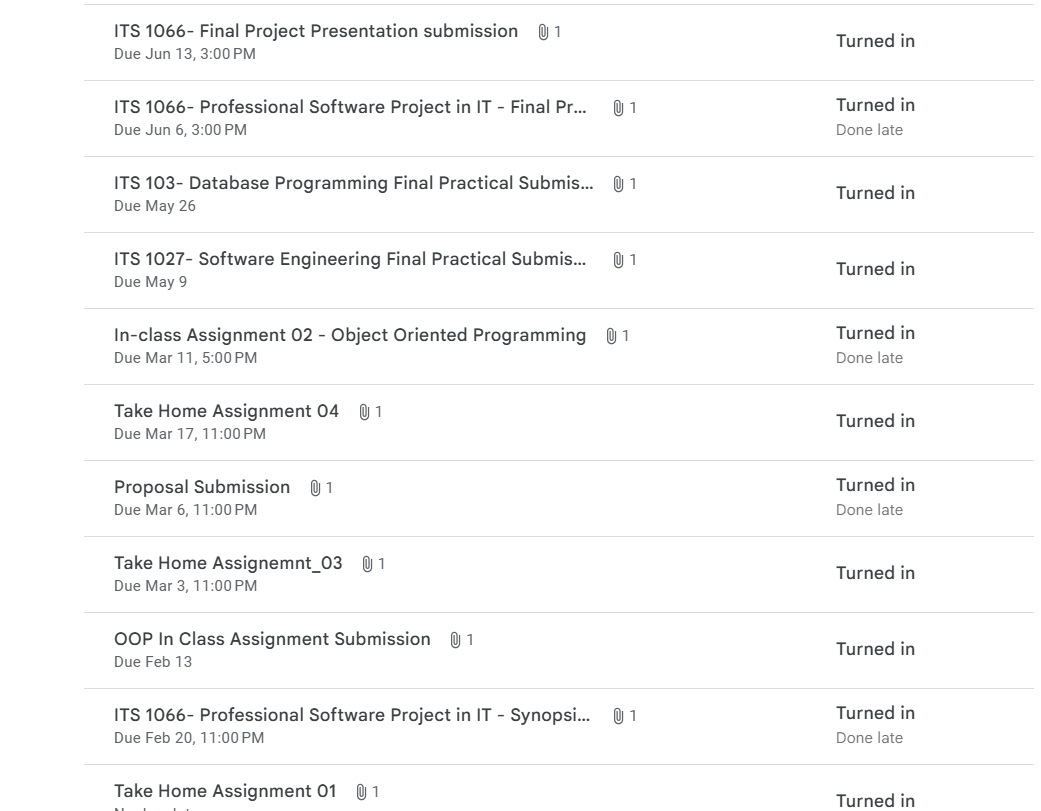 ITS 1066- Final Project Presentation submission 1
Due Jun 13, 3:00 PM
Turned in
ITS 1066- Professional Software Project in IT - Final Pr... 1
Due Jun 6, 3:00 PM
Turned in
Done late
ITS 103- Database Programming Final Practical Submis... 1
Due May 26
Turned in
ITS 1027- Software Engineering Final Practical Submis... 1
Due May 9
Turned in
In-class Assignment 02 - Object Oriented Programming 1
Due Mar 11, 5:00 PM
Turned in
Done late
Take Home Assignment 04 1
Due Mar 17, 11:00 PM
Turned in
Proposal Submission 1
Due Mar 6, 11:00 PM
Turned in
Done late
Take Home Assignemnt_03 1
Due Mar 3, 11:00 PM
Turned in
OOP In Class Assignment Submission 1
Due Feb 13
Turned in
ITS 1066- Professional Software Project in IT - Synopsi... 1
Due Feb 20, 11:00 PM
Turned in
Done late
Take Home Assignment 01 1
Turned in